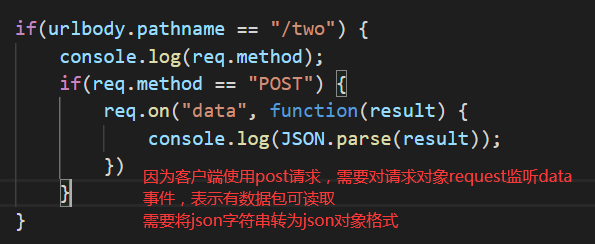 if(urlbody.pathname == "/two") {
console.log(req.method);
if(req.method == "POST") {
req.on("data", function(result) {
console.log(JSON.parse(result));
})
因为客户端使用post请求，需要对请求对象request监听data
}
事件，表示有数据包可读取
需要将json字符串转为json对象格式
}